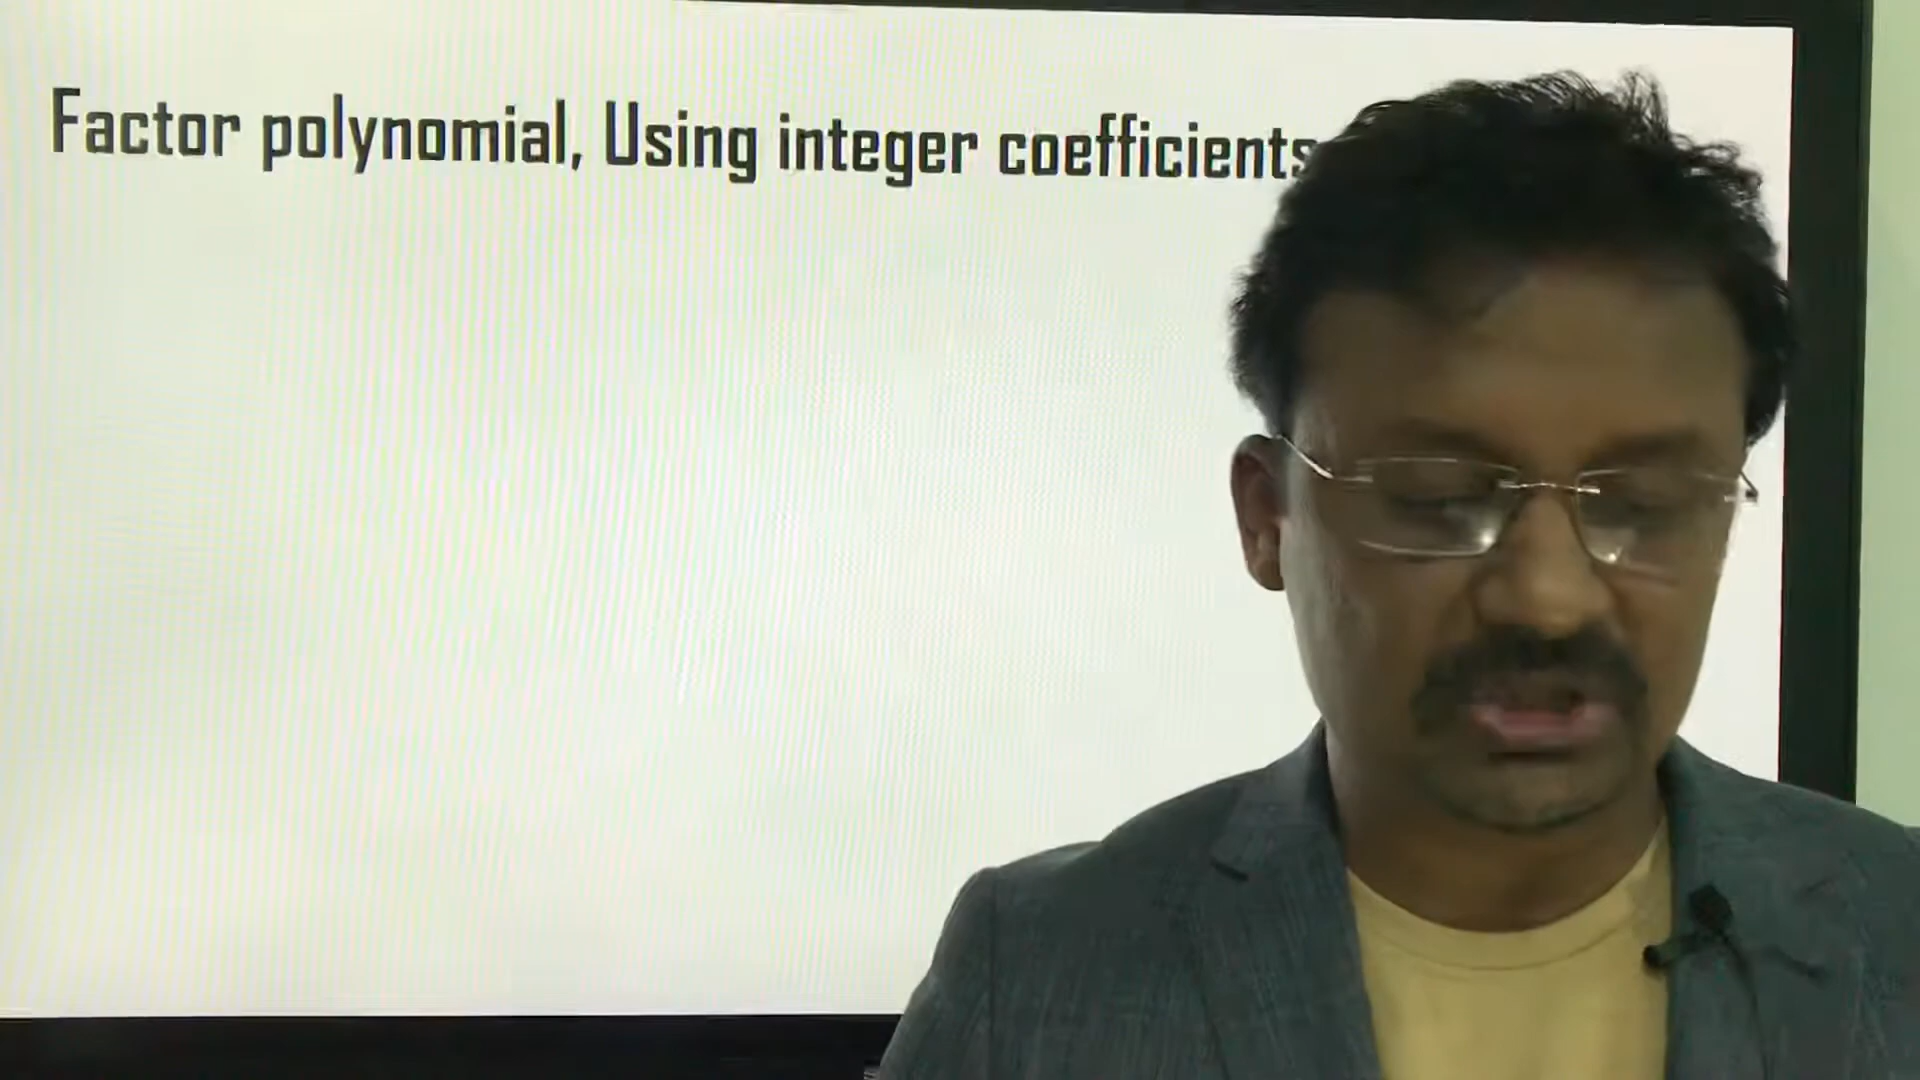 Factor polynomial, Using integer coefficients